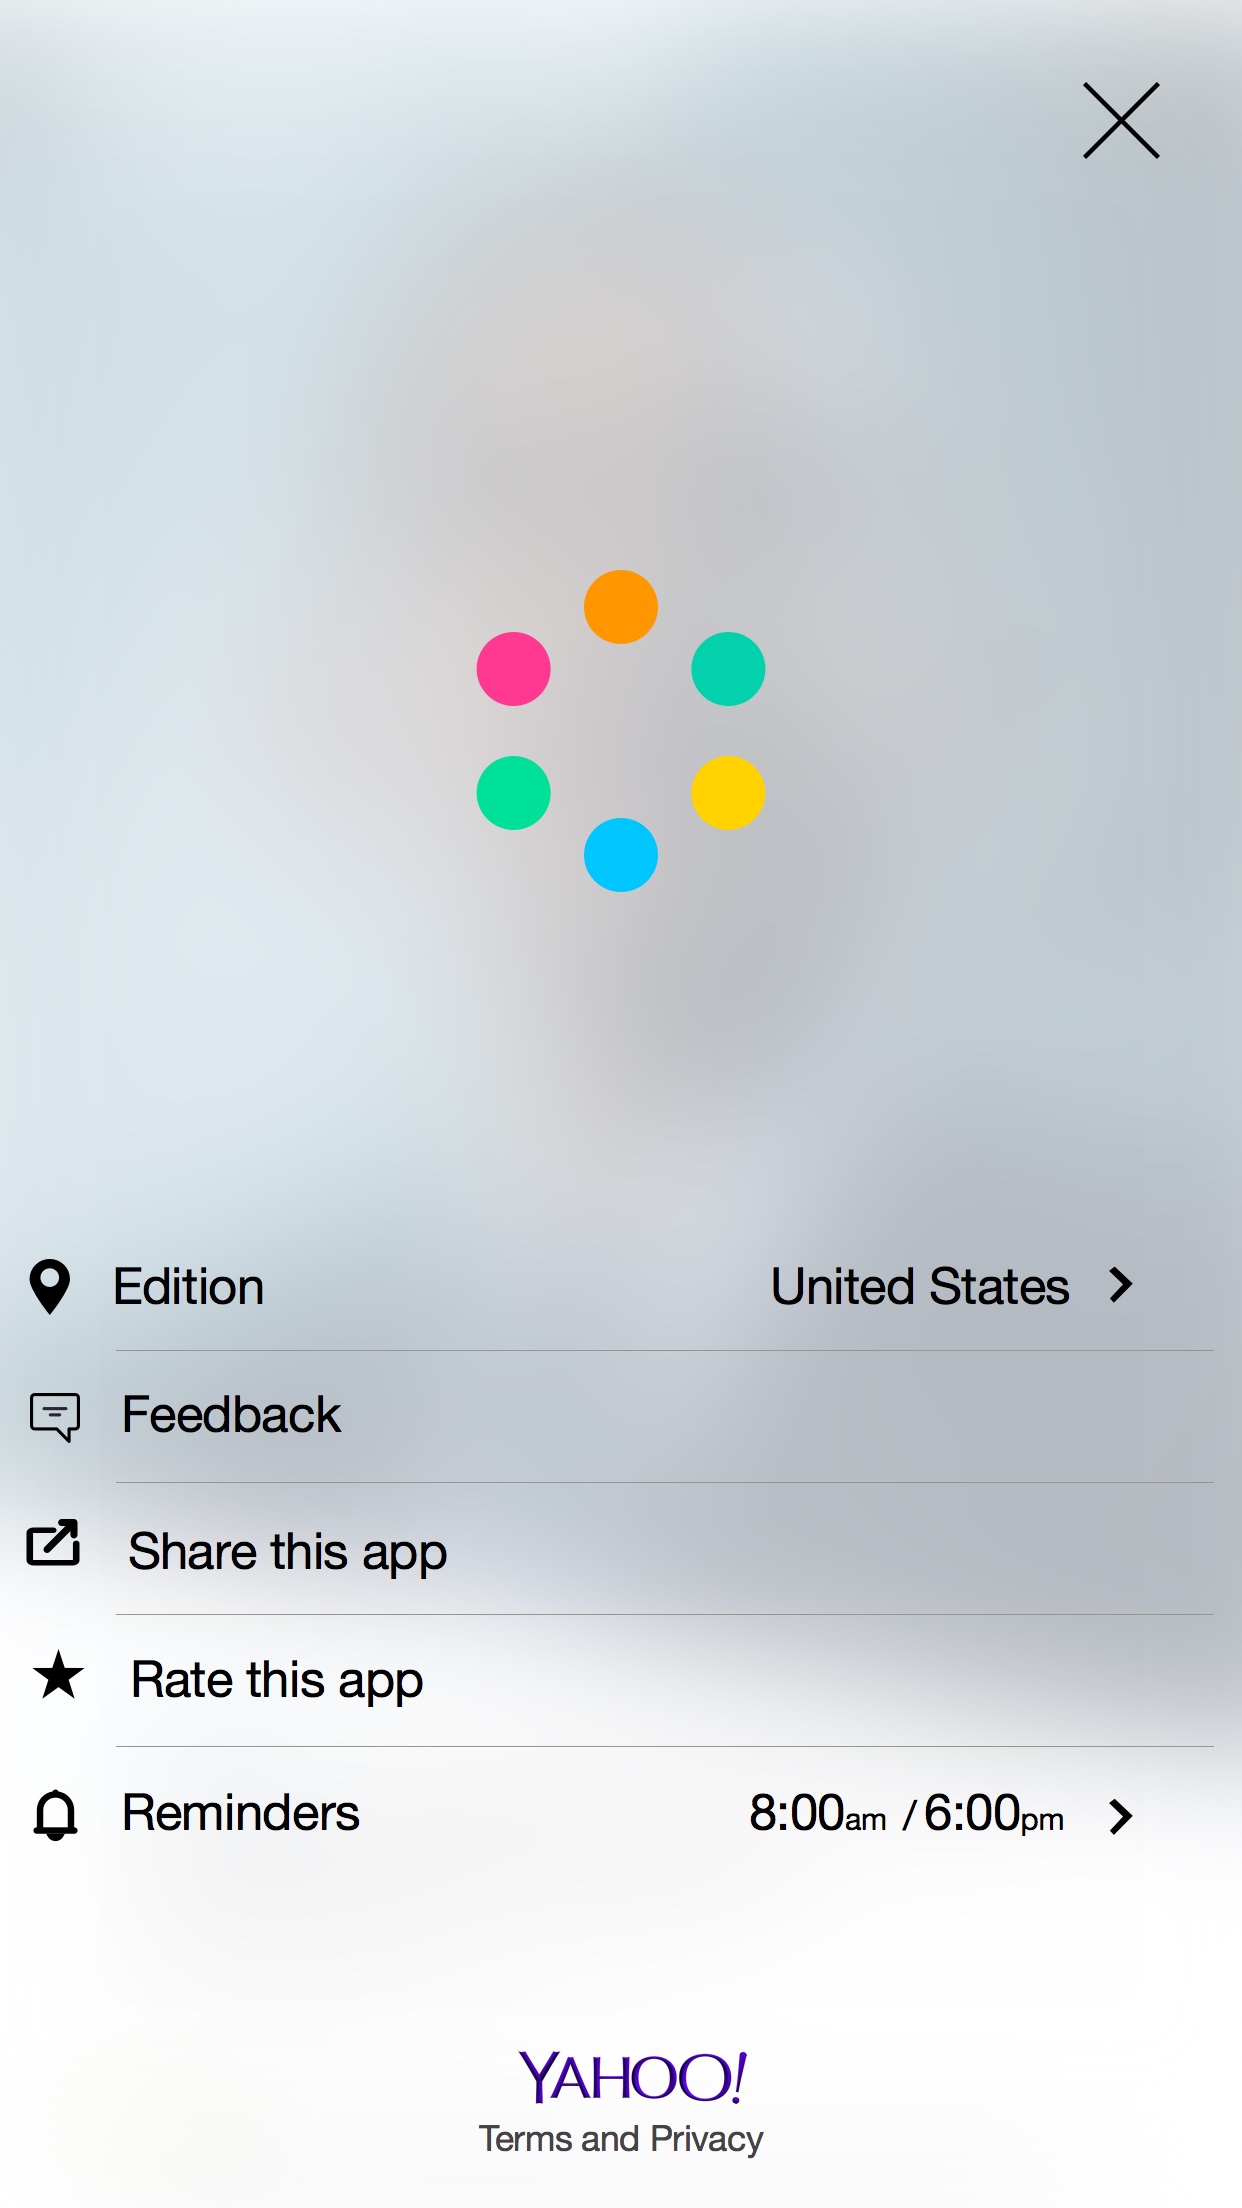 Edition United States
Feedback
Share this app
Rate this app
Reminders 8:00am / 6:00pm
YAHOO!
Terms and Privacy